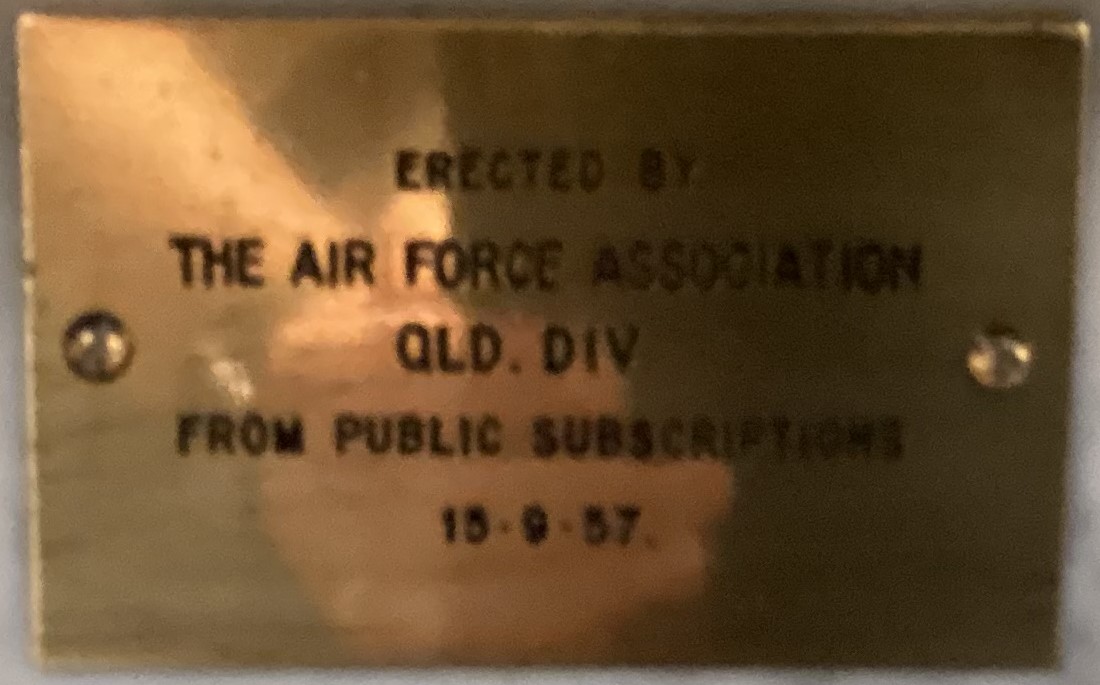 ERECTED BY
THE AIR FORCE ASSOCIATION
QLD. DIV
FROM PUBLIC SUBSCRIPTIONS
15-9-57.